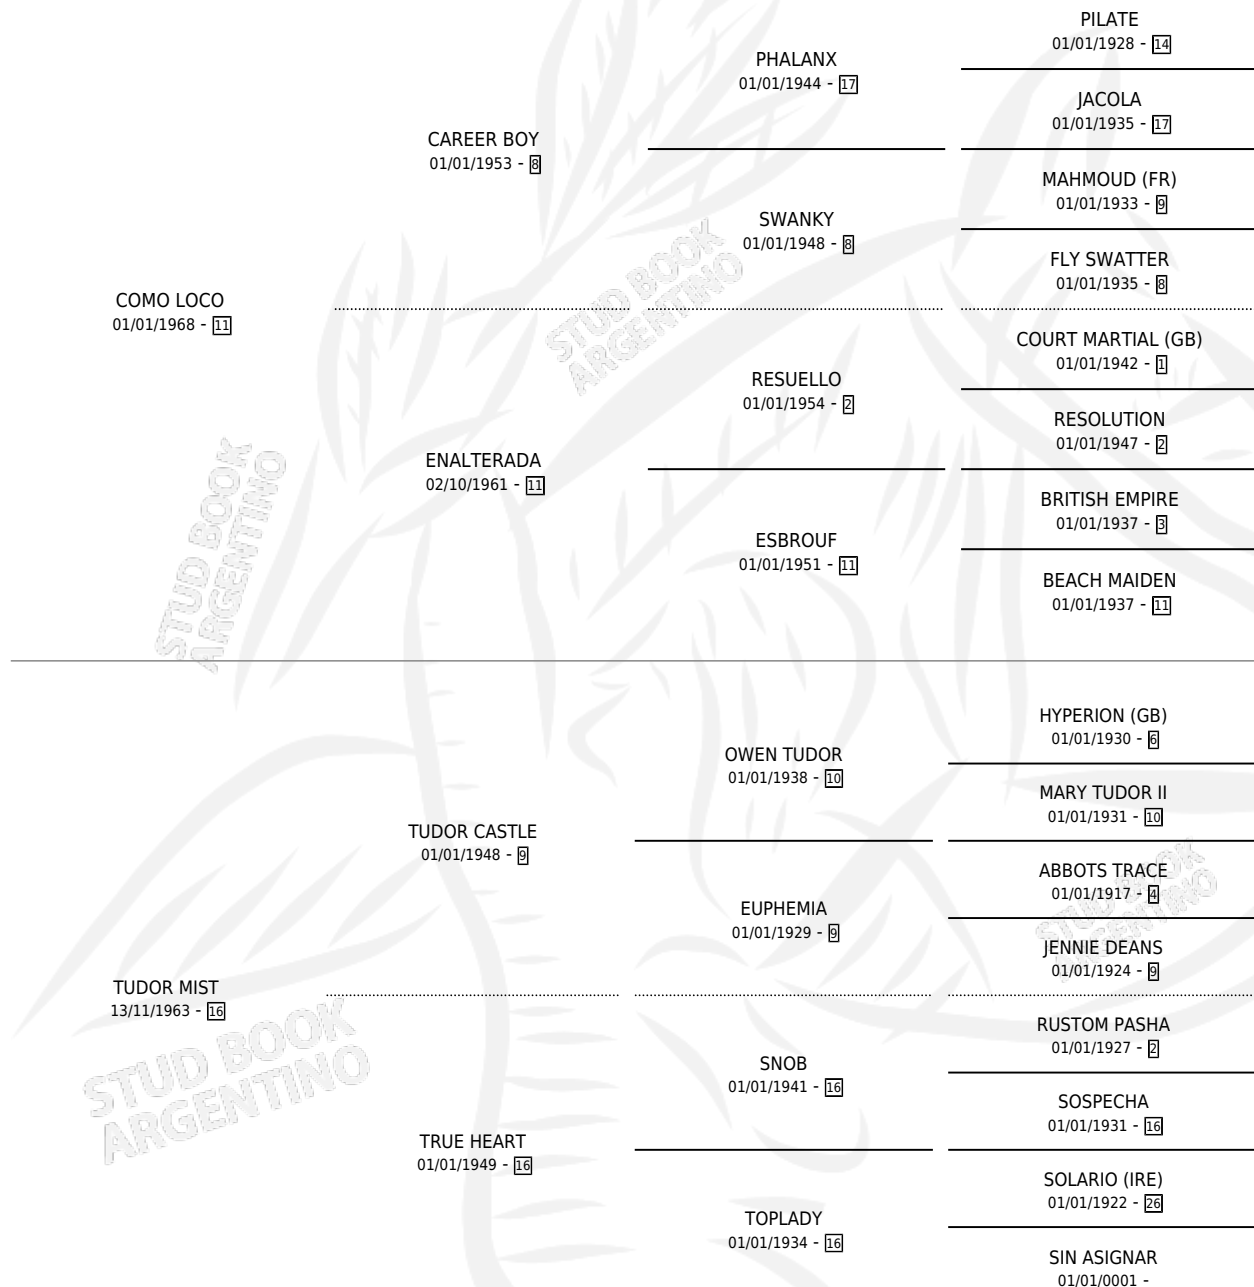 PILATE
01/01/1928 - 14
PHALANX
01/01/1944 - 17
JACOLA
01/01/1935 - 17
CAREER BOY
01/01/1953 - 8
MAHMOUD (FR)
01/01/1933 - 9
SWANKY
01/01/1948 - 8
FLY SWATTER
01/01/1935 - 8
COMO LOCO
01/01/1968 - 11
STUD BOOK
ARGENTINO
COURT MARTIAL (GB)
01/01/1942 - 1
RESUELLO
01/01/1954 - 2
RESOLUTION
01/01/1947 - 2
ENALTERADA
02/10/1961 - 11
STUD BOOK
ARGENTINO
BRITISH EMPIRE
01/01/1937 - 3
ESBROUF
01/01/1951 - 11
BEACH MAIDEN
01/01/1937 - 11
HYPERION (GB)
01/01/1930 - 6
OWEN TUDOR
01/01/1938 - 10
MARY TUDOR II
01/01/1931 - 10
TUDOR CASTLE
01/01/1948 - 9
ABBOTS TRACE
01/01/1917 - 4
STUD BOOK
ARGENTINO
EUPHEMIA
01/01/1929 - 9
JENNIE DEANS
01/01/1924 - 9
TUDOR MIST
13/11/1963 - 16
STUD BOOK
ARGENTINO
RUSTOM PASHA
01/01/1927 - 2
SNOB
01/01/1941 - 16
SOSPECHA
01/01/1931 - 16
TRUE HEART
01/01/1949 - 16
SOLARIO (IRE)
01/01/1922 - 26
TOPLADY
01/01/1934 - 16
SIN ASIGNAR
01/01/0001 -